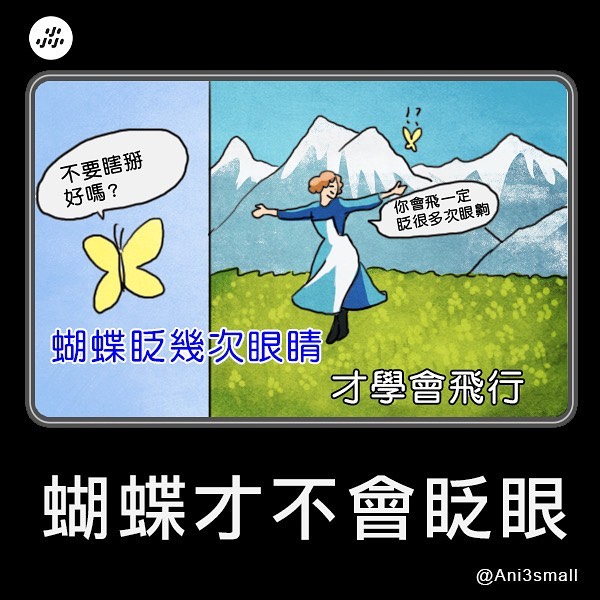 不要瞎掰
好嗎?
!?
你會飛一定
眨很多次眼齁
蝴蝶眨幾次眼睛
才學會飛行
蝴蝶才不會眨眼
@Ani3small